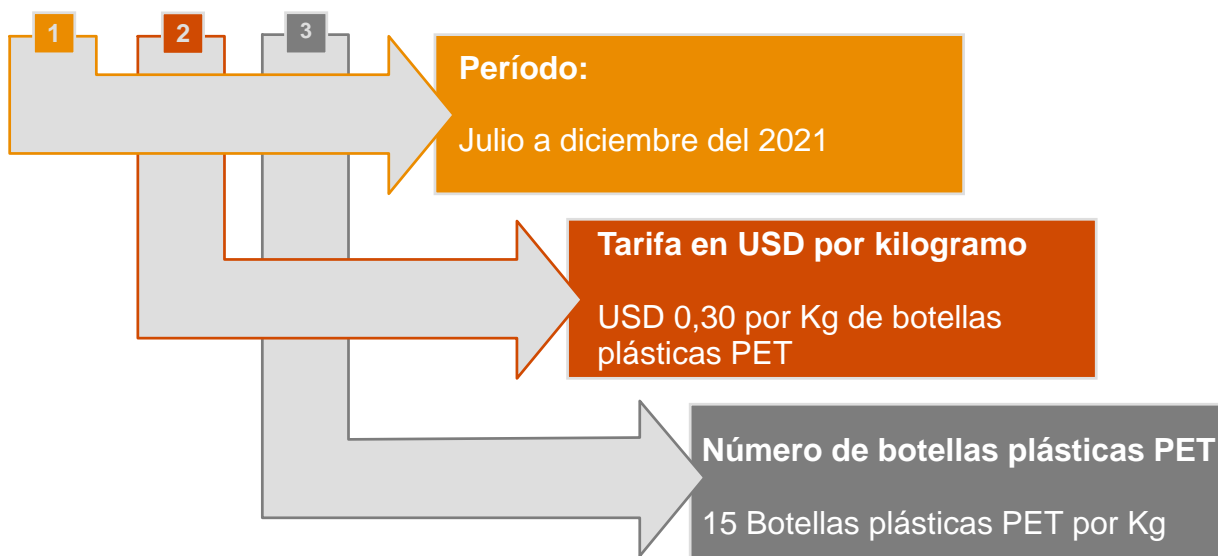 1
2
3
Período:
Julio a diciembre del 2021
Tarifa en USD por kilogramo
USD 0,30 por Kg de botellas
plásticas PET
Número de botellas plásticas PET
15 Botellas plásticas PET por Kg